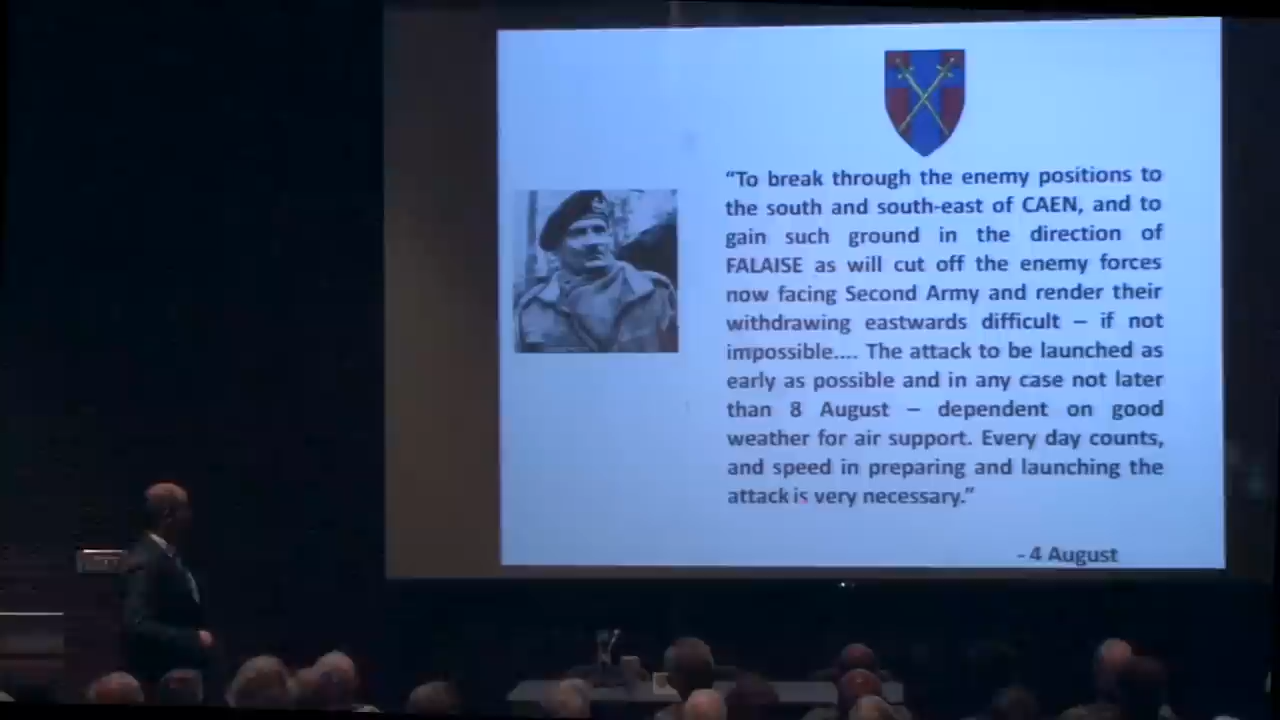 “To break through the enemy positions to
the south and south-east of CAEN, and to
gain such ground in the direction of
FALAISE as will cut off the enemy forces
now facing Second Army and render their
withdrawing eastwards difficult – if not
impossible.... The attack to be launched as
early as possible and in any case not later
than 8 August – dependent on good
weather for air support. Every day counts,
and speed in preparing and launching the
attack is very necessary.”
- 4 August